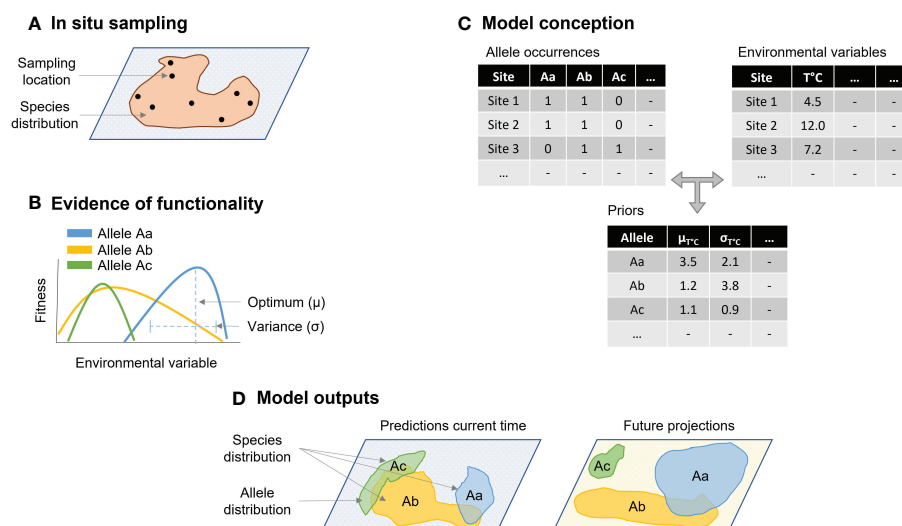 A In situ sampling
Sampling
location
Species
distribution
B Evidence of functionality
Allele Aa
Allele Ab
Allele Ac
Fitness
Optimum (μ)
Variance (σ)
Environmental variable
C Model conception
Allele occurrences
Site Aa Ab Ac ...
Site 1 1 1 0 -
Site 2 1 1 0 -
Site 3 0 1 1 -
... - - - -
Environmental variables
Site T°C ... ...
Site 1 4.5 - -
Site 2 12.0 - -
Site 3 7.2 - -
... - - -
Priors
Allele μT°C σT°C ...
Aa 3.5 2.1 -
Ab 1.2 3.8 -
Ac 1.1 0.9 -
... - - -
D Model outputs
Predictions current time
Species
distribution
Allele
distribution
Ac
Ab
Aa
Future projections
Ac
Aa
Ab